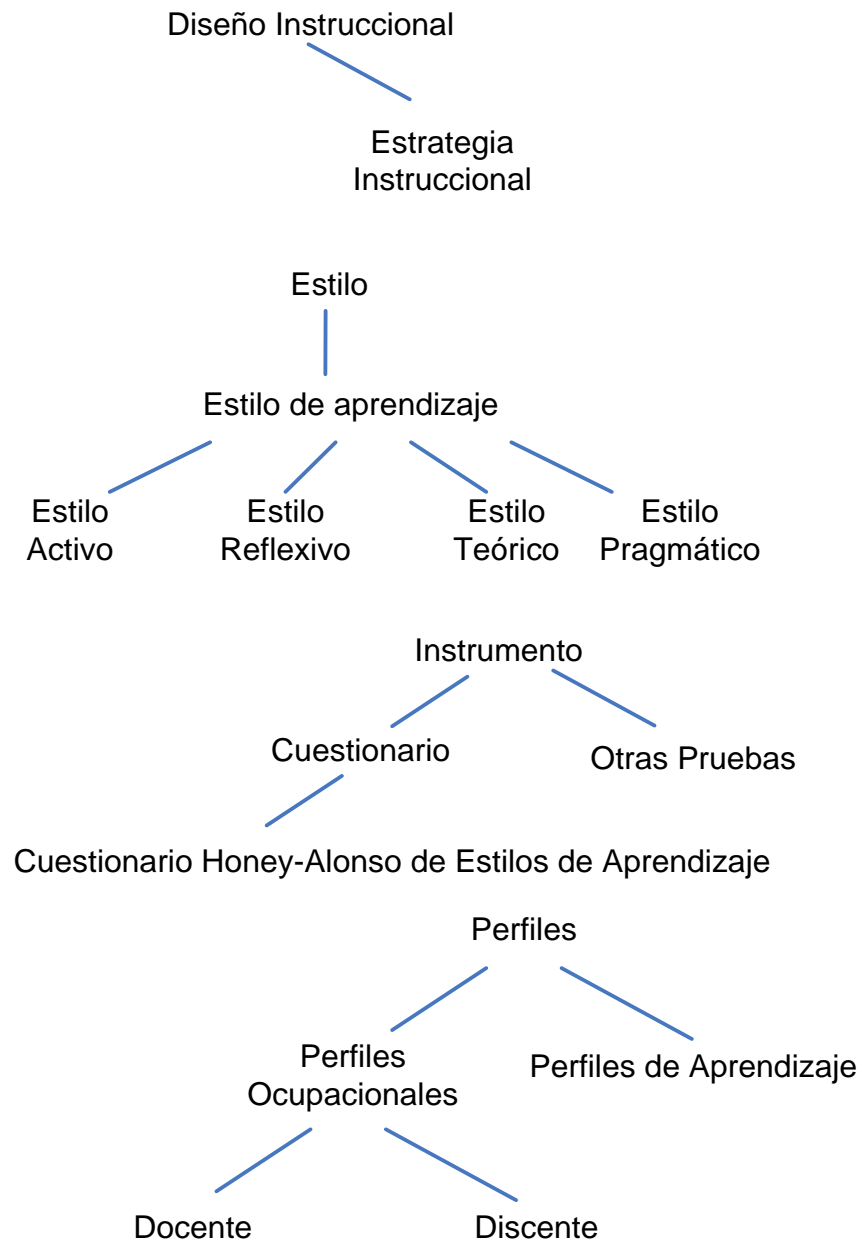 Diseño Instruccional
Estrategia
Instruccional
Estilo
Estilo de aprendizaje
Estilo
Activo
Estilo
Reflexivo
Estilo
Teórico
Estilo
Pragmático
Instrumento
Cuestionario
Otras Pruebas
Cuestionario Honey-Alonso de Estilos de Aprendizaje
Perfiles
Perfiles
Ocupacionales
Perfiles de Aprendizaje
Docente
Discente